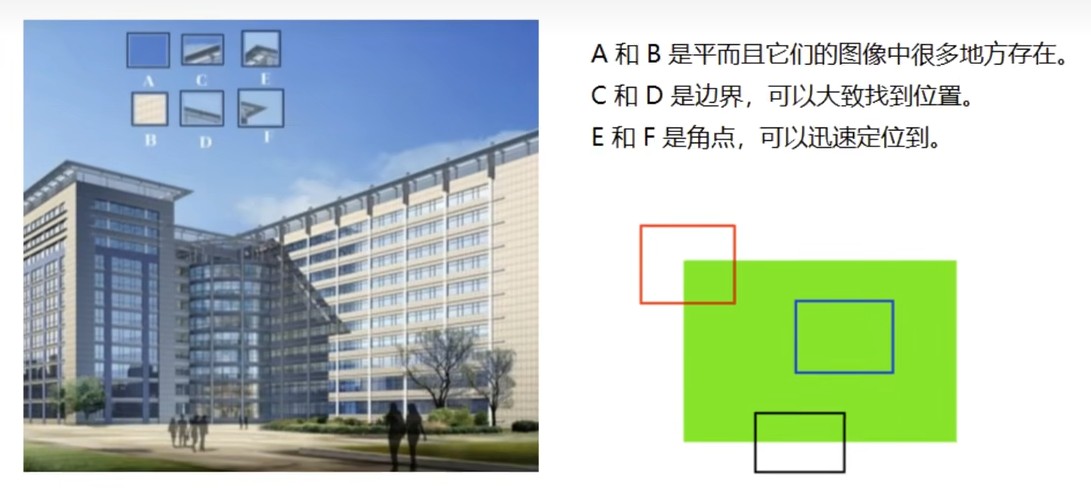 A C E
B D F
A 和 B 是平而且它们的图像中很多地方存在。
C 和 D 是边界，可以大致找到位置。
E 和 F 是角点，可以迅速定位到。